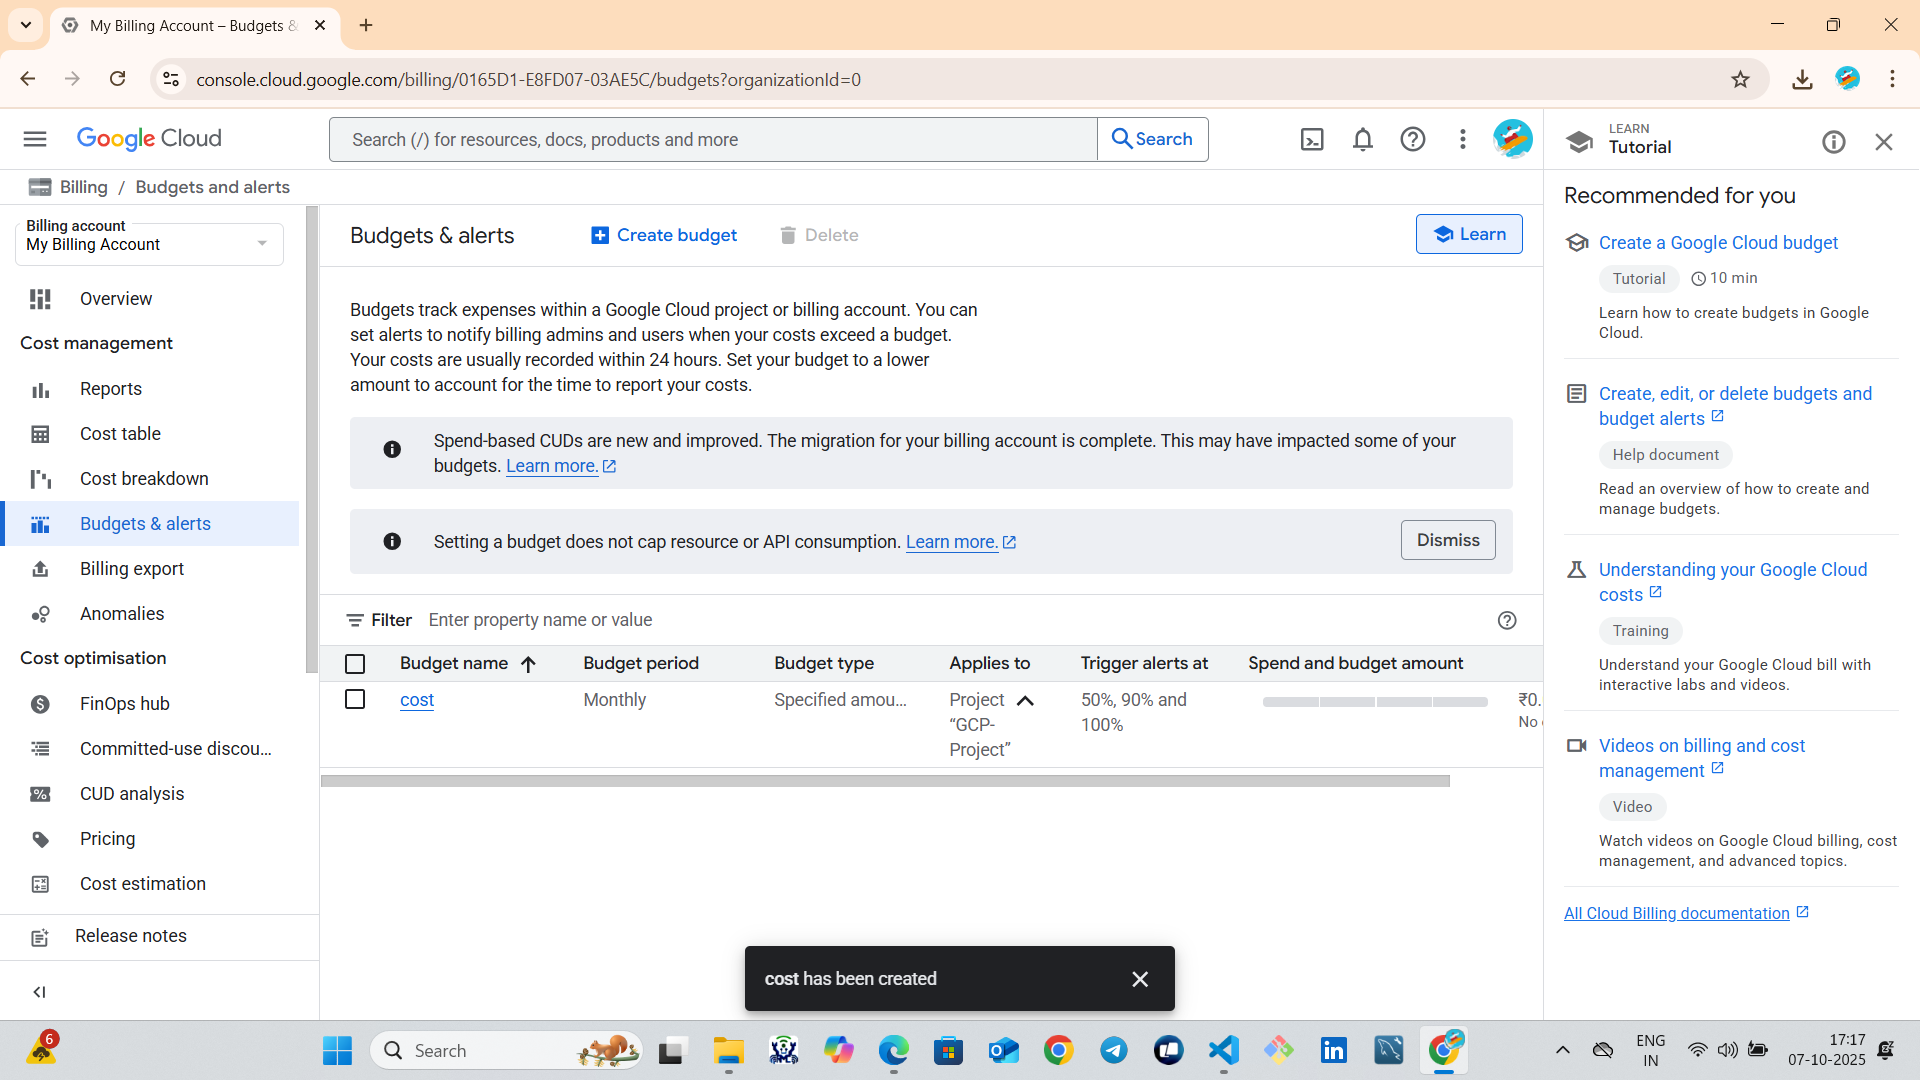 My Billing Account – Budgets &
console.cloud.google.com/billing/0165D1-E8FD07-03AE5C/budgets?organizationId=0
Google Cloud
Search (/) for resources, docs, products and more
Search
LEARN
Tutorial
Billing / Budgets and alerts
Billing account
My Billing Account
Overview
Cost management
Reports
Cost table
Cost breakdown
Budgets & alerts
Billing export
Anomalies
Cost optimisation
FinOps hub
Committed-use discou...
CUD analysis
Pricing
Cost estimation
Release notes
Budgets & alerts
Create budget
Delete
Learn
Budgets track expenses within a Google Cloud project or billing account. You can
set alerts to notify billing admins and users when your costs exceed a budget.
Your costs are usually recorded within 24 hours. Set your budget to a lower
amount to account for the time to report your costs.
Spend-based CUDs are new and improved. The migration for your billing account is complete. This may have impacted some of your
budgets. Learn more.
Setting a budget does not cap resource or API consumption. Learn more.
Dismiss
Filter Enter property name or value
Budget name Budget period Budget type Applies to Trigger alerts at Spend and budget amount
cost Monthly Specified amou... Project 50%, 90% and ₹0.
“GCP- 100% No
Project”
cost has been created
Recommended for you
Create a Google Cloud budget
Tutorial 10 min
Learn how to create budgets in Google
Cloud.
Create, edit, or delete budgets and
budget alerts
Help document
Read an overview of how to create and
manage budgets.
Understanding your Google Cloud
costs
Training
Understand your Google Cloud bill with
interactive labs and videos.
Videos on billing and cost
management
Video
Watch videos on Google Cloud billing, cost
management, and advanced topics.
All Cloud Billing documentation
6
Search
ENG
IN
17:17
07-10-2025